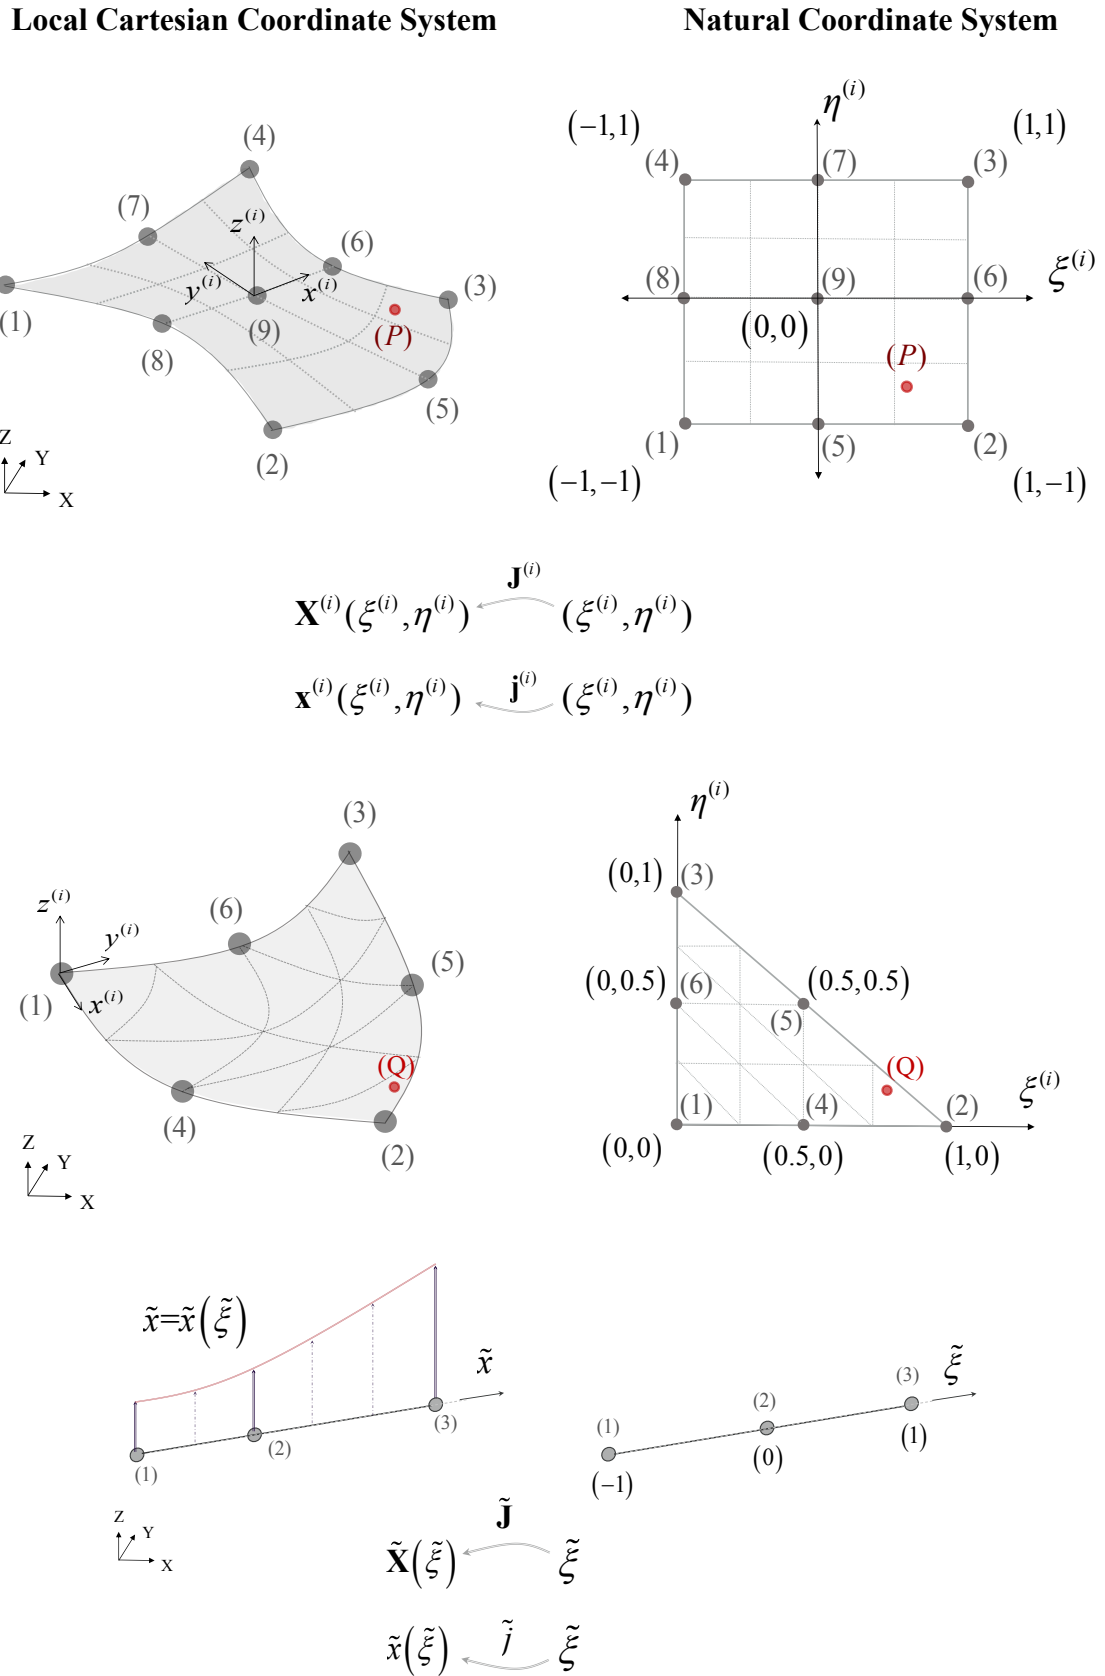 Local Cartesian Coordinate System
Natural Coordinate System
(4)
(7)
z^(i)
(6)
y^(i)
x^(i)
(3)
(1)
(9)
(P)
(8)
(5)
(2)
Z
Y
X
η^(i)
(−1,1)
(1,1)
(4)
(7)
(3)
(8)
(9)
(6)
ξ^(i)
(0,0)
(P)
(1)
(5)
(2)
(−1,−1)
(1,−1)
J^(i)
X^(i)(ξ^(i),η^(i)) (ξ^(i),η^(i))
j^(i)
x^(i)(ξ^(i),η^(i)) (ξ^(i),η^(i))
(3)
z^(i)
(6)
y^(i)
(5)
(1)
x^(i)
(Q)
(4)
(2)
Z
Y
X
η^(i)
(0,1)
(3)
(0,0.5)
(6)
(0.5,0.5)
(5)
(Q)
ξ^(i)
(1)
(4)
(2)
(0,0)
(0.5,0)
(1,0)
x̃=x̃(ξ̃)
x̃
(3)
(2)
(1)
Z
Y
X
ξ̃
(3)
(2)
(1)
(1)
(0)
(−1)
J̃
X̃(ξ̃) ξ̃
j̃
x̃(ξ̃) ξ̃